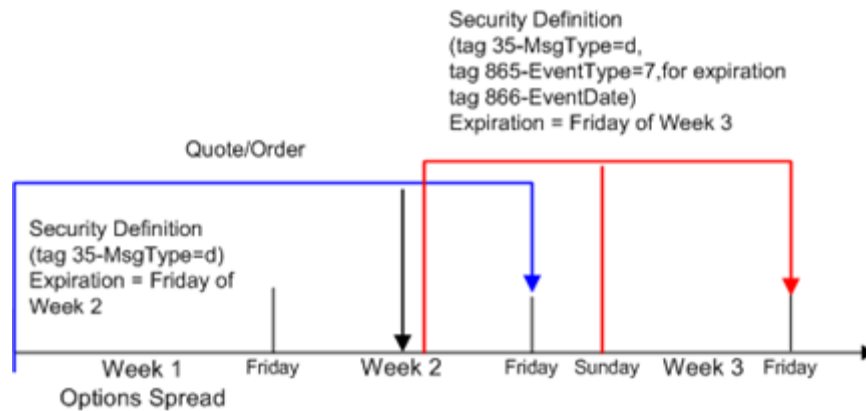 Security Definition
(tag 35-MsgType=d,
tag 865-EventType=7,for expiration
tag 866-EventDate)
Expiration = Friday of Week 3
Quote/Order
Security Definition
(tag 35-MsgType=d)
Expiration = Friday of
Week 2
Week 1 Friday Week 2 Friday Sunday Week 3 Friday
Options Spread